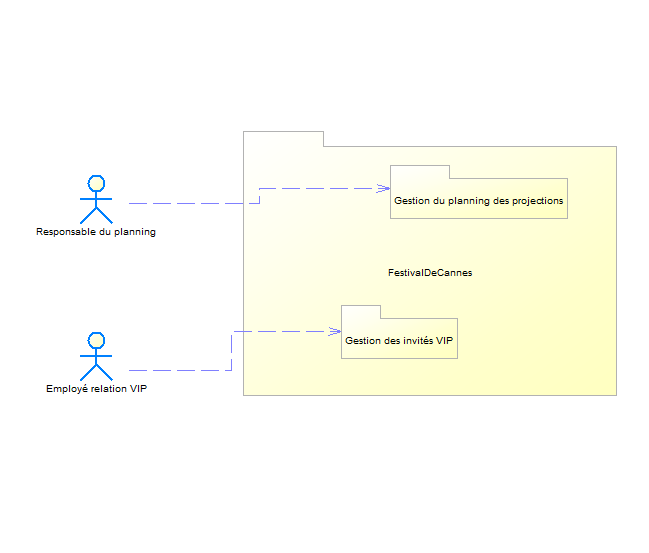 Gestion du planning des projections
Responsable du planning
FestivalDeCannes
Gestion des invités VIP
Employé relation VIP